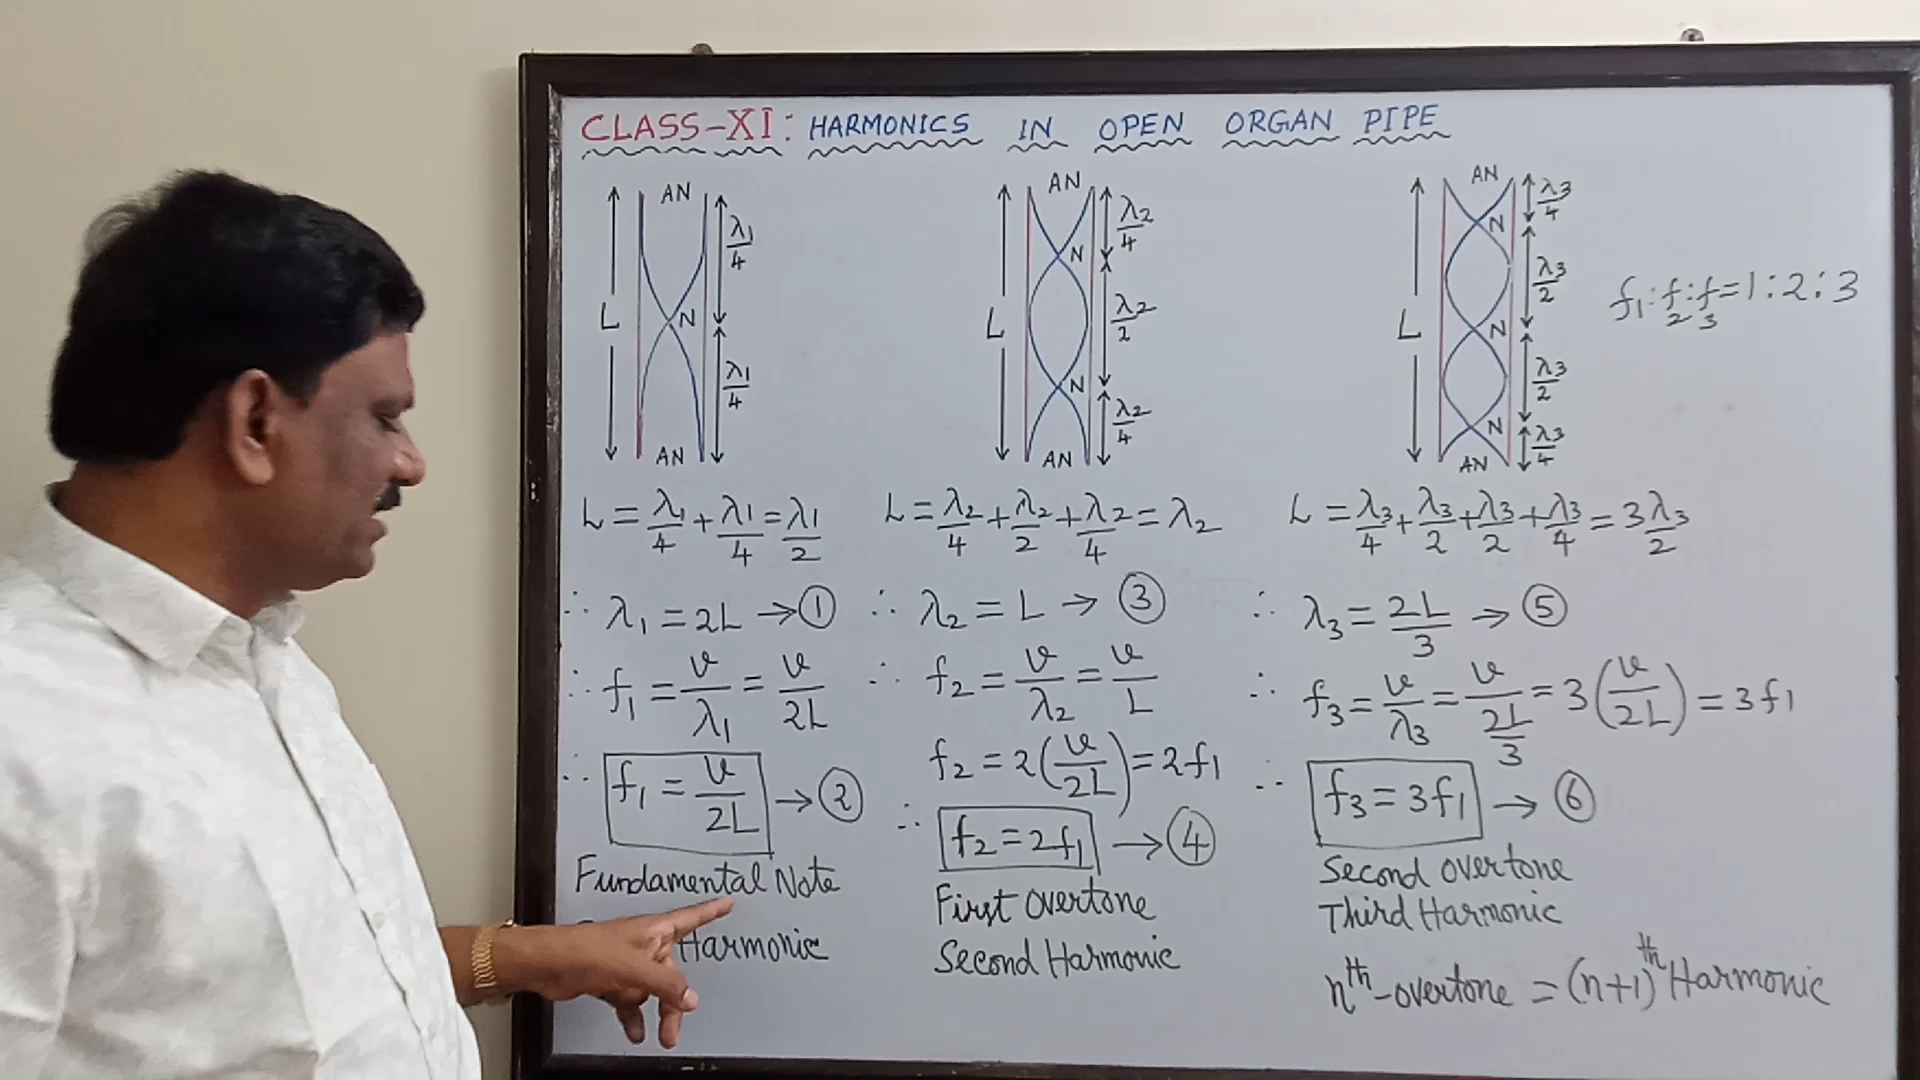 CLASS-XI: HARMONICS IN OPEN ORGAN PIPE
AN
λ1/4
L
N
λ1/4
AN
L = λ1/4 + λ1/4 = λ1/2
∴ λ1 = 2L → ①
∴ f1 = v/λ1 = v/2L
∴ f1 = v/2L → ②
Fundamental Note
Harmonic
AN
λ2/4
N
L
λ2/2
N
λ2/4
AN
L = λ2/4 + λ2/2 + λ2/4 = λ2
∴ λ2 = L → ③
∴ f2 = v/λ2 = v/L
f2 = 2(v/2L) = 2f1
∴ f2 = 2f1 → ④
First Overtone
Second Harmonic
AN
λ3/4
N
λ3/2
L
N
λ3/2
N
λ3/4
AN
f1 : f2 : f3 = 1 : 2 : 3
L = λ3/4 + λ3/2 + λ3/2 + λ3/4 = 3λ3/2
∴ λ3 = 2L/3 → ⑤
∴ f3 = v/λ3 = v/(2L/3) = 3(v/2L) = 3f1
∴ f3 = 3f1 → ⑥
Second Overtone
Third Harmonic
nth-overtone = (n+1)th Harmonic